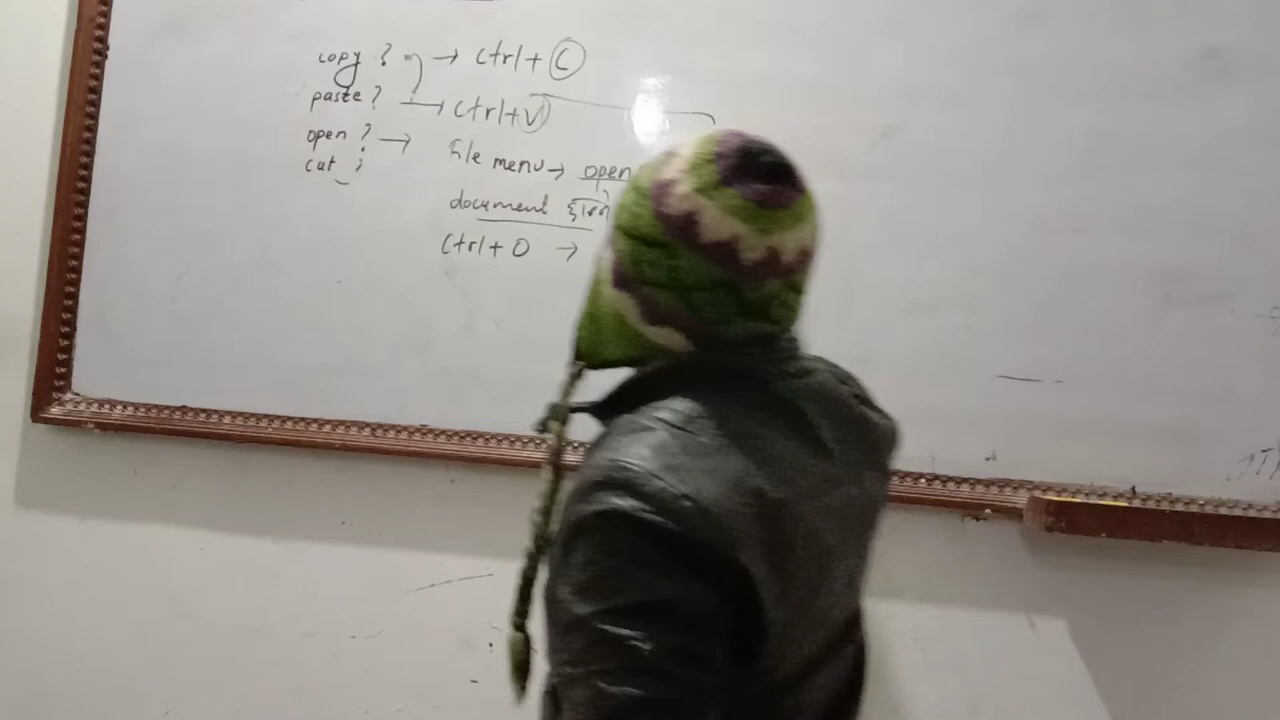 copy ? → ctrl + C
paste ? → ctrl + V
open ? → File menu → open
cut
document
ctrl + O →